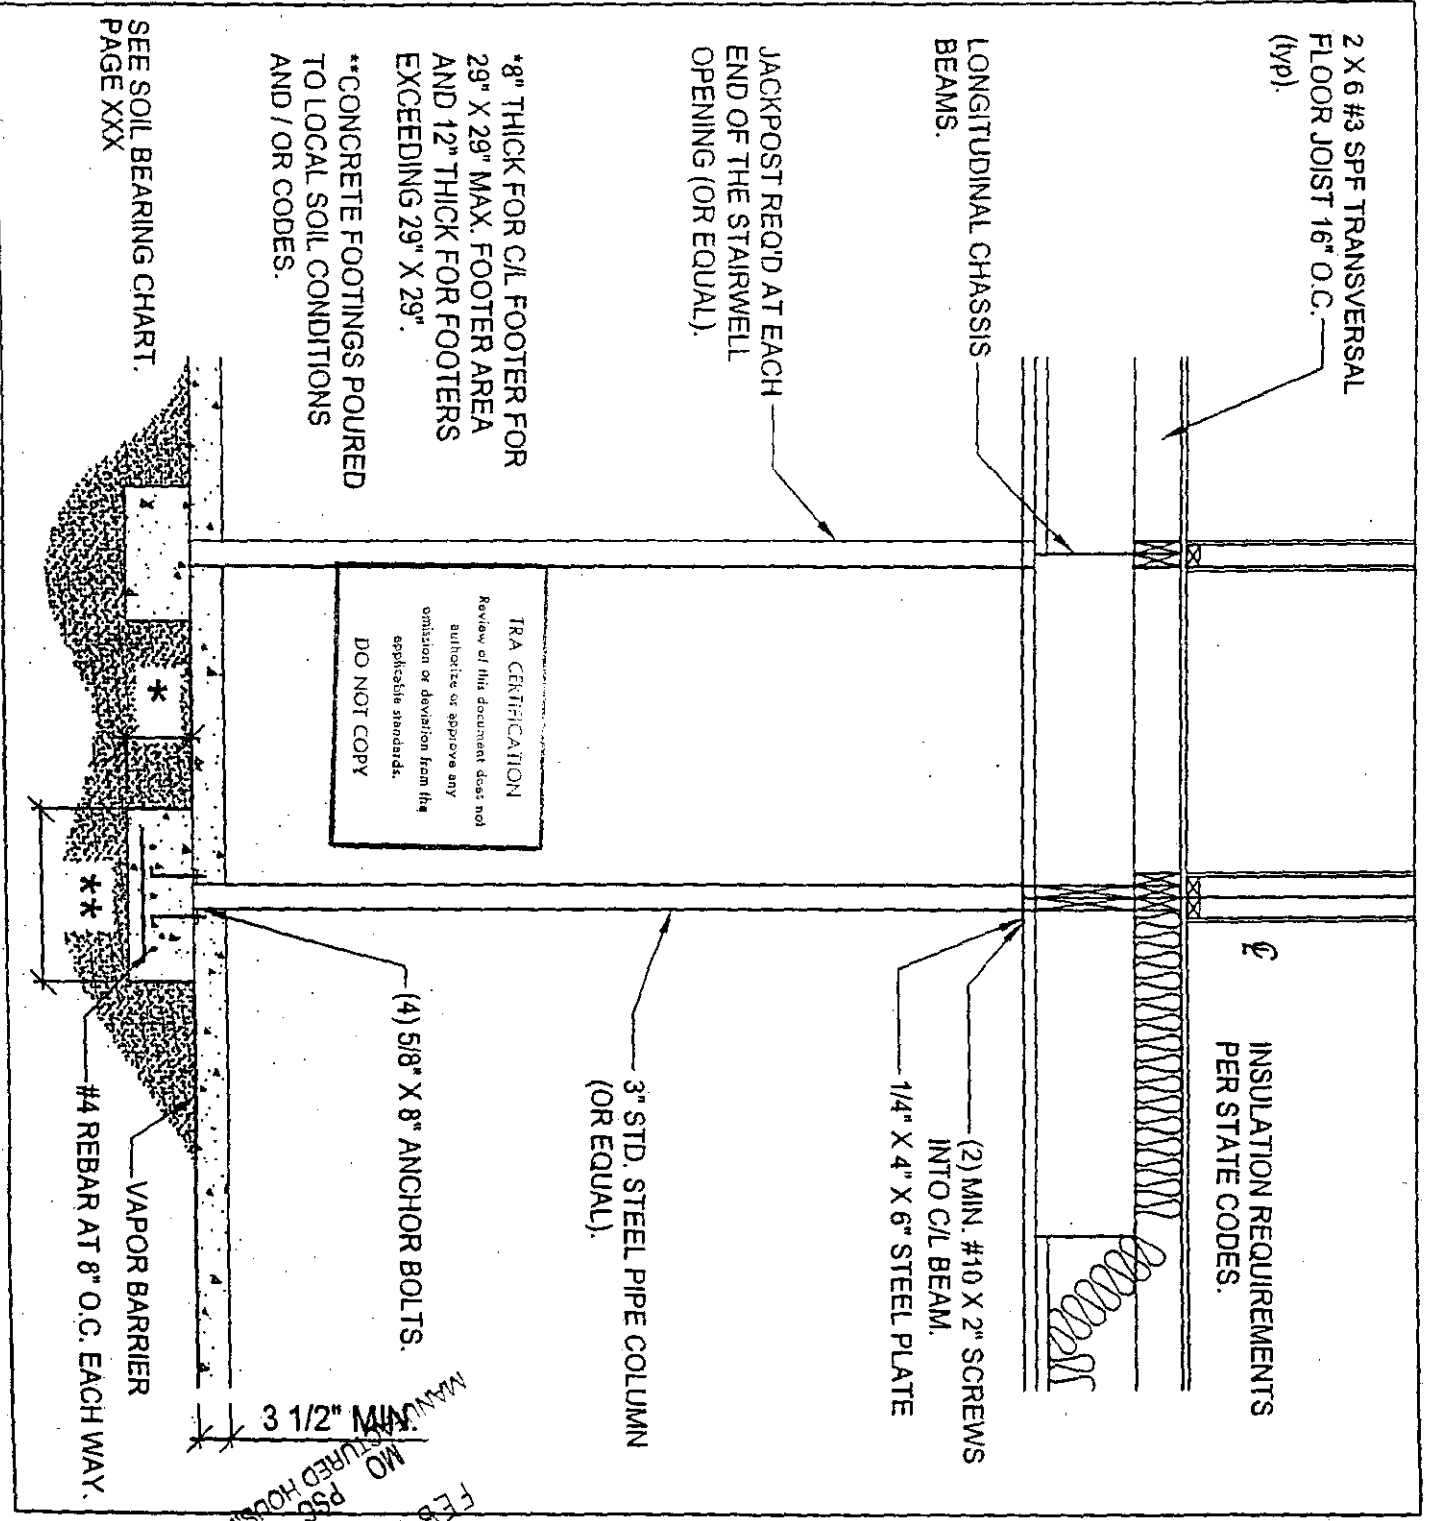 2 X 6 #3 SPF TRANSVERSAL
FLOOR JOIST 16" O.C.
(typ).
LONGITUDINAL CHASSIS
BEAMS.
JACKPOST REQ'D AT EACH
END OF THE STAIRWELL
OPENING (OR EQUAL).
*8" THICK FOR C/L FOOTER FOR
29" X 29" MAX. FOOTER AREA
AND 12" THICK FOR FOOTERS
EXCEEDING 29" X 29".
**CONCRETE FOOTINGS POURED
TO LOCAL SOIL CONDITIONS
AND / OR CODES.
SEE SOIL BEARING CHART.
PAGE XXX
TRA CERTIFICATION
Review of this document does not
authorize or approve any
omission or deviation from the
applicable standards.
DO NOT COPY
*
**
℄
INSULATION REQUIREMENTS
PER STATE CODES.
(2) MIN. #10 X 2" SCREWS
INTO C/L BEAM.
1/4" X 4" X 6" STEEL PLATE
3" STD. STEEL PIPE COLUMN
(OR EQUAL).
(4) 5/8" X 8" ANCHOR BOLTS.
VAPOR BARRIER
#4 REBAR AT 8" O.C. EACH WAY.
3 1/2" MIN.
FEB
MO PSC
MANUFACTURED